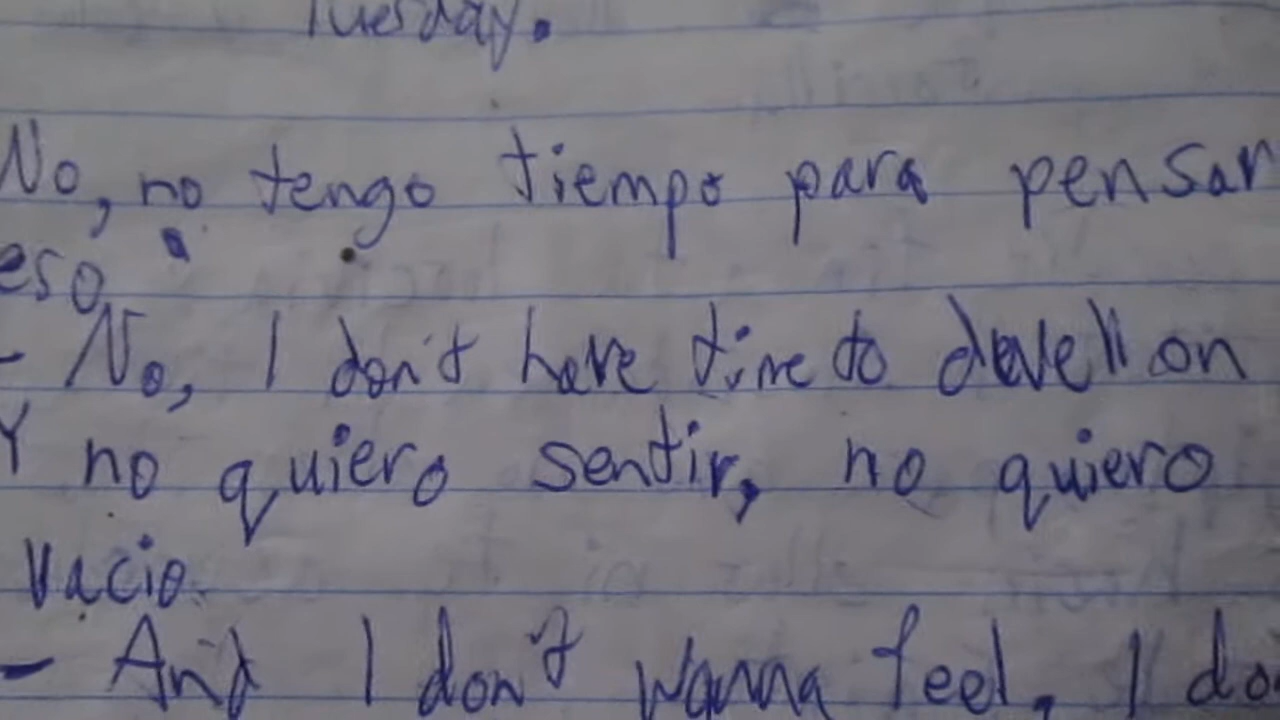 Tuesday.
No, no tengo tiempo para pensar
eso
- No, I don't have time to dwell on
Y no quiero sentir, no quiero
vacio.
- And I don't wanna feel, I do